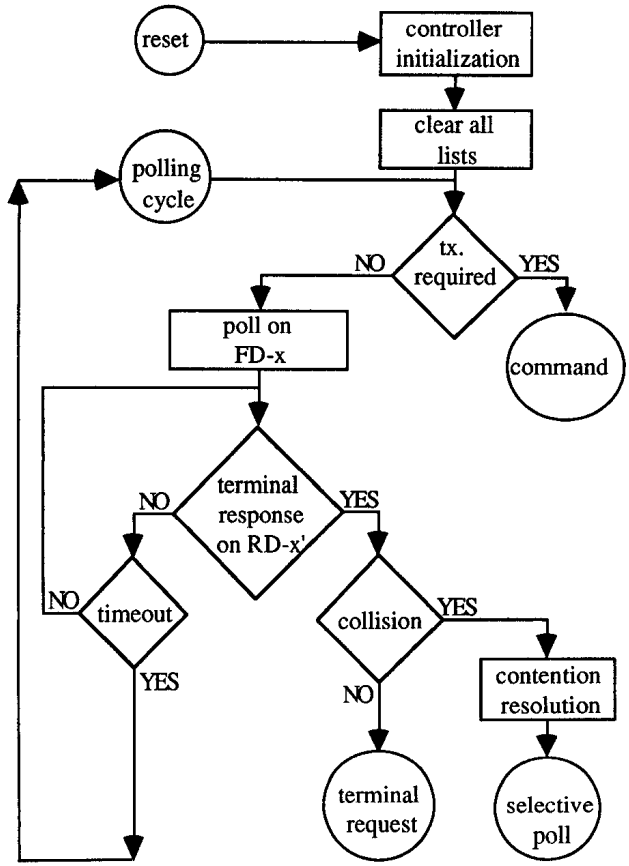 reset
controller
initialization
clear all
lists
polling
cycle
tx.
required
NO
YES
poll on
FD-x
command
terminal
response
on RD-x'
NO
YES
timeout
NO
YES
collision
YES
NO
contention
resolution
terminal
request
selective
poll